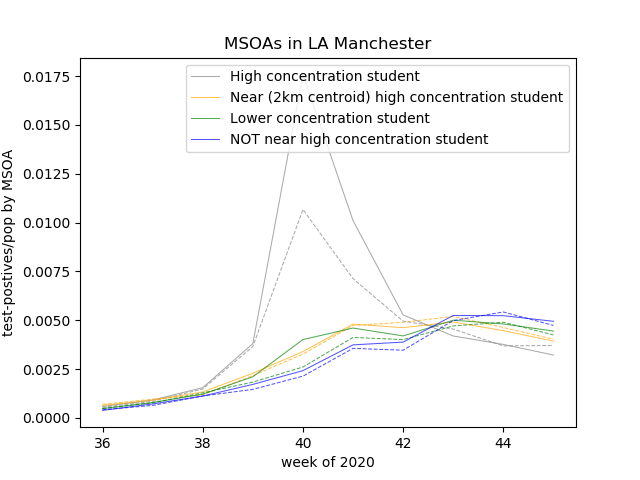 MSOAs in LA Manchester
High concentration student
Near (2km centroid) high concentration student
Lower concentration student
NOT near high concentration student
test-postives/pop by MSOA
0.0175
0.0150
0.0125
0.0100
0.0075
0.0050
0.0025
0.0000
36 38 40 42 44
week of 2020